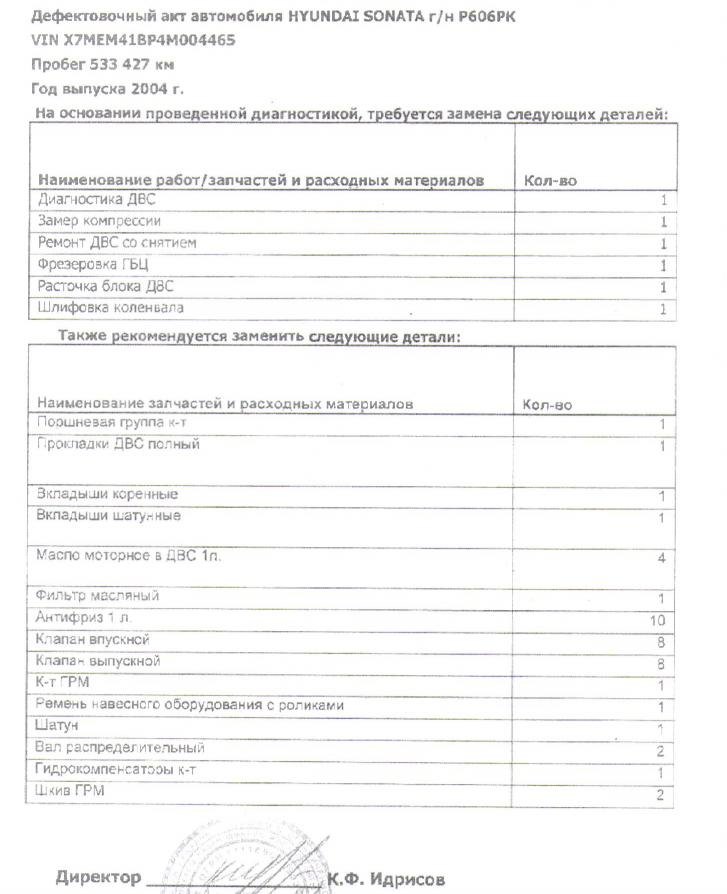 Дефектовочный акт автомобиля HYUNDAI SONATA г/н Р606РК
VIN X7MEM41BP4M004465
Пробег 533 427 км
Год выпуска 2004 г.
На основании проведенной диагностикой, требуется замена следующих деталей:
Наименование работ/запчастей и расходных материалов Кол-во
Диагностика ДВС 1
Замер компрессии 1
Ремонт ДВС со снятием 1
Фрезеровка ГБЦ 1
Расточка блока ДВС 1
Шлифовка коленвала 1
Также рекомендуется заменить следующие детали:
Наименование запчастей и расходных материалов Кол-во
Поршневая группа к-т 1
Прокладки ДВС полный 1
Вкладыши коренные 1
Вкладыши шатунные 1
Масло моторное в ДВС 1л. 4
Фильтр масляный 1
Антифриз 1 л. 10
Клапан впускной 8
Клапан выпускной 8
К-т ГРМ 1
Ремень навесного оборудования с роликами 1
Шатун 1
Вал распределительный 2
Гидрокомпенсаторы к-т 1
Шкив ГРМ 2
Директор К.Ф. Идрисов